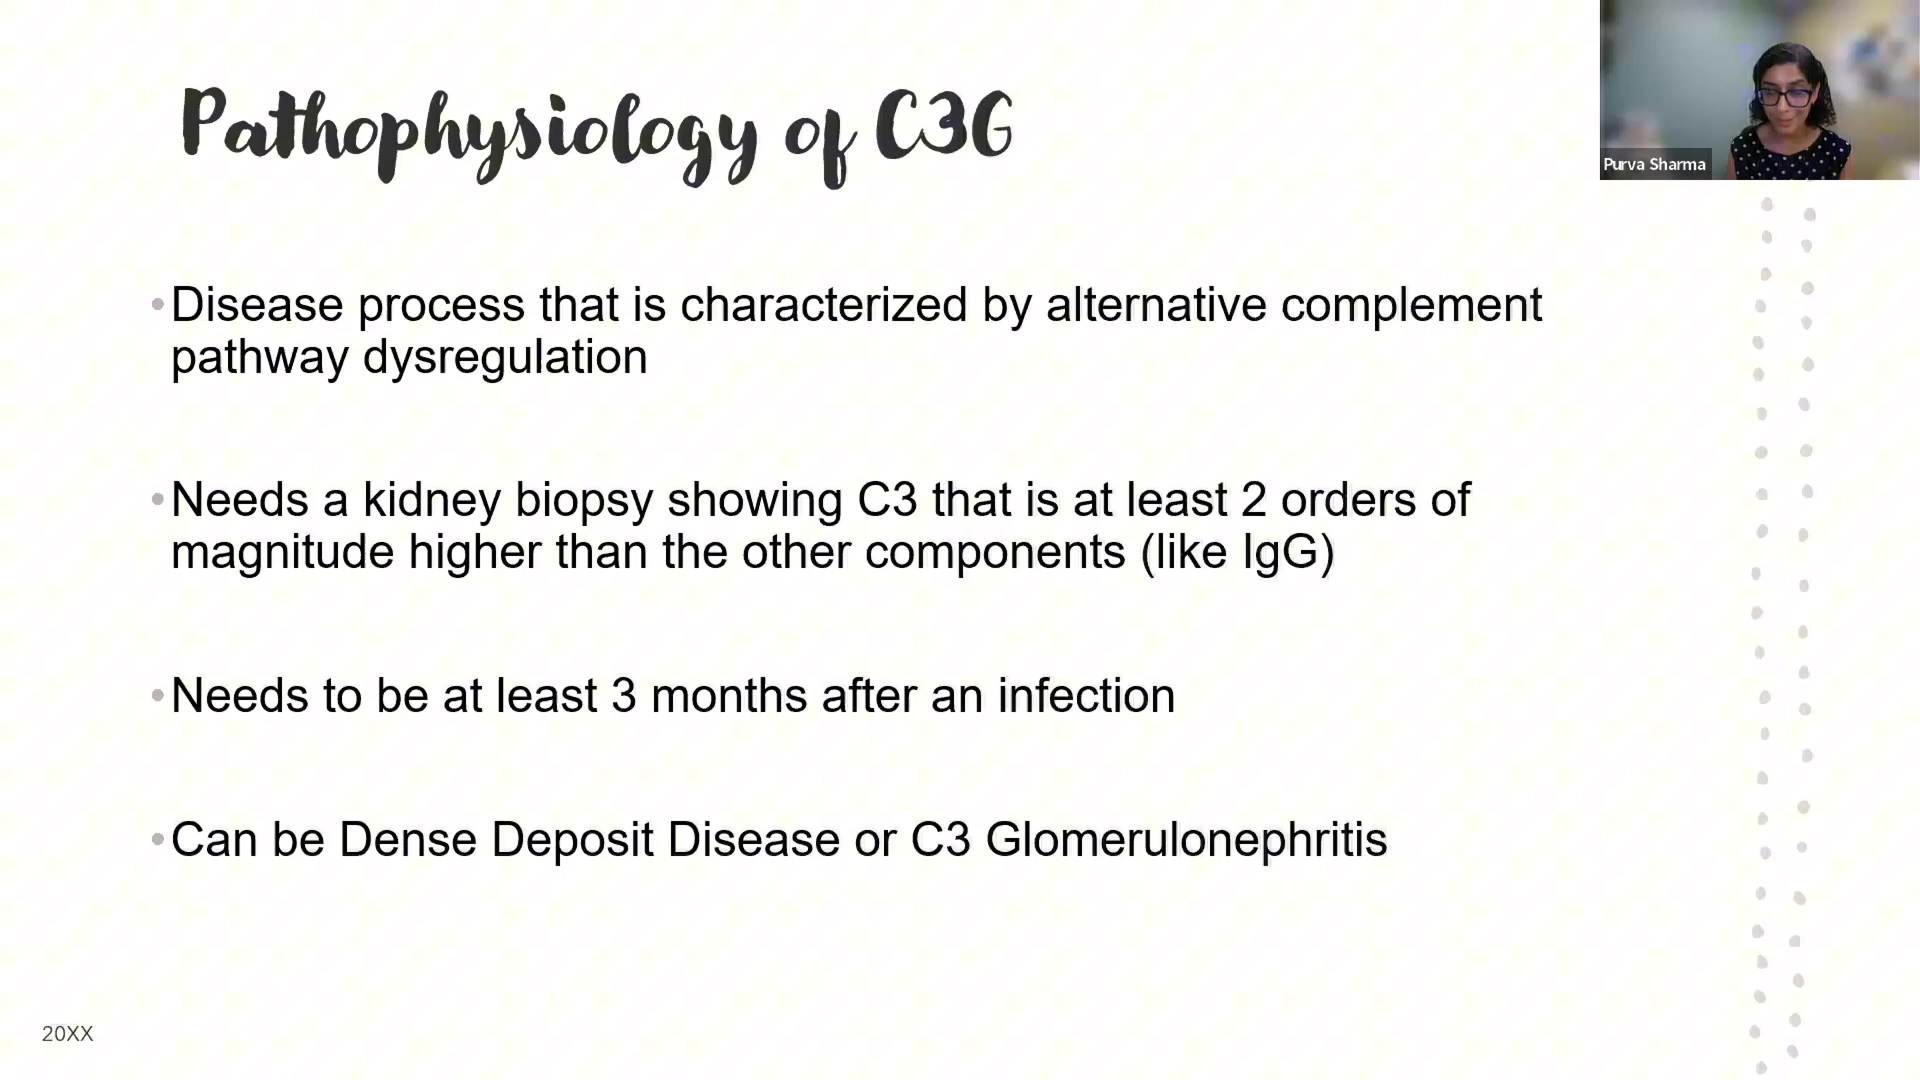 Pathophysiology of C3G
Purva Sharma
•Disease process that is characterized by alternative complement
pathway dysregulation
•Needs a kidney biopsy showing C3 that is at least 2 orders of
magnitude higher than the other components (like IgG)
•Needs to be at least 3 months after an infection
•Can be Dense Deposit Disease or C3 Glomerulonephritis
20XX